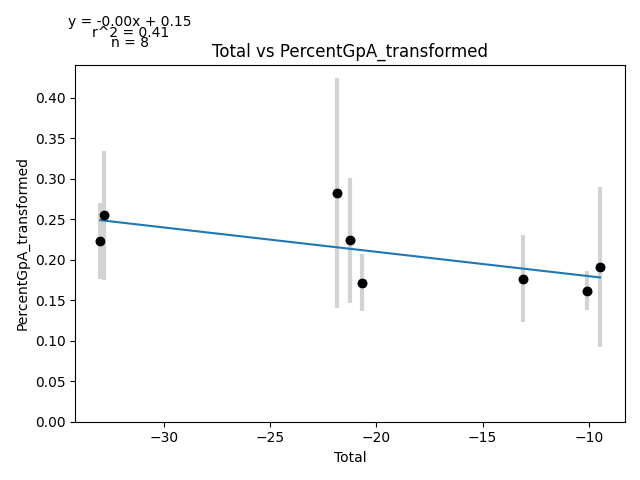 y = -0.00x + 0.15
r^2 = 0.41
n = 8
Total vs PercentGpA_transformed
PercentGpA_transformed
0.40
0.35
0.30
0.25
0.20
0.15
0.10
0.05
0.00
−30
−25
−20
−15
−10
Total